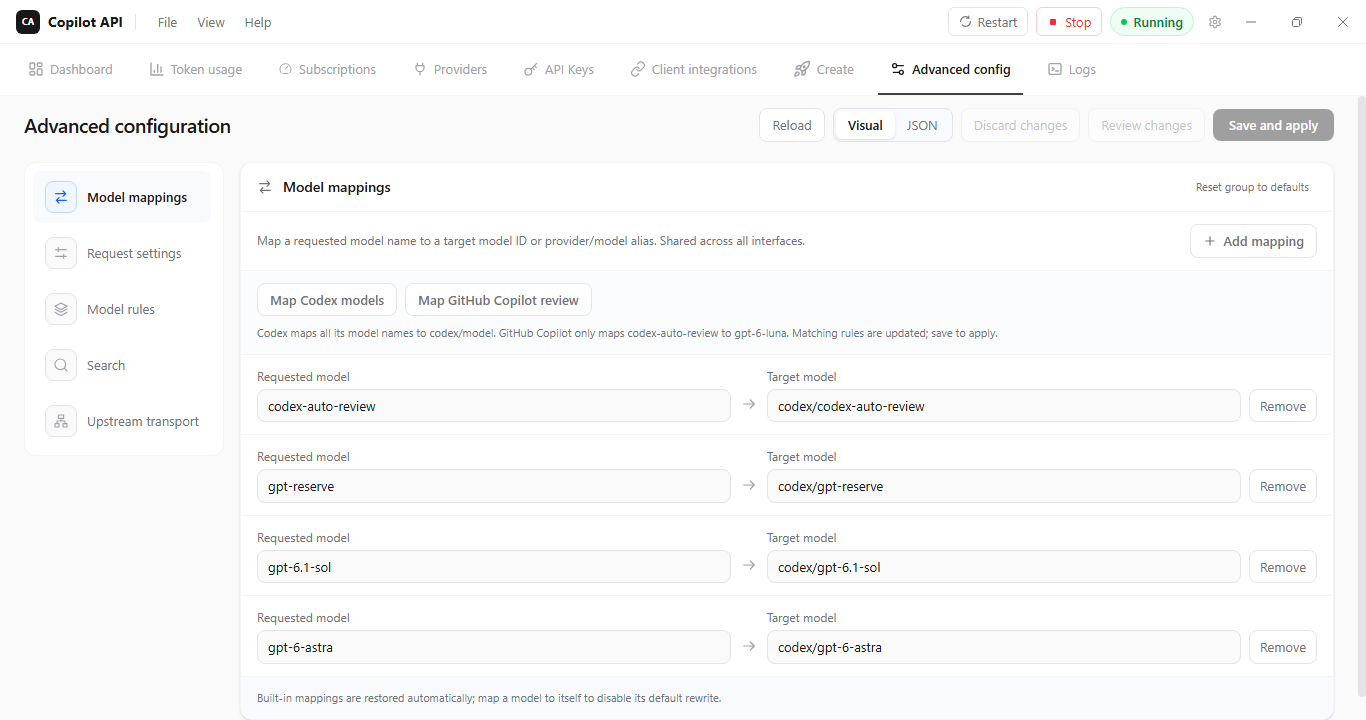 CA Copilot API File View Help Restart Stop Running
Dashboard Token usage Subscriptions Providers API Keys Client integrations Create Advanced config Logs
Advanced configuration Reload Visual JSON Discard changes Review changes Save and apply
Model mappings
Request settings
Model rules
Search
Upstream transport
Model mappings Reset group to defaults
Map a requested model name to a target model ID or provider/model alias. Shared across all interfaces. + Add mapping
Map Codex models Map GitHub Copilot review
Codex maps all its model names to codex/model. GitHub Copilot only maps codex-auto-review to gpt-6-luna. Matching rules are updated; save to apply.
Requested model Target model
codex-auto-review → codex/codex-auto-review Remove
Requested model Target model
gpt-reserve → codex/gpt-reserve Remove
Requested model Target model
gpt-6.1-sol → codex/gpt-6.1-sol Remove
Requested model Target model
gpt-6-astra → codex/gpt-6-astra Remove
Built-in mappings are restored automatically; map a model to itself to disable its default rewrite.